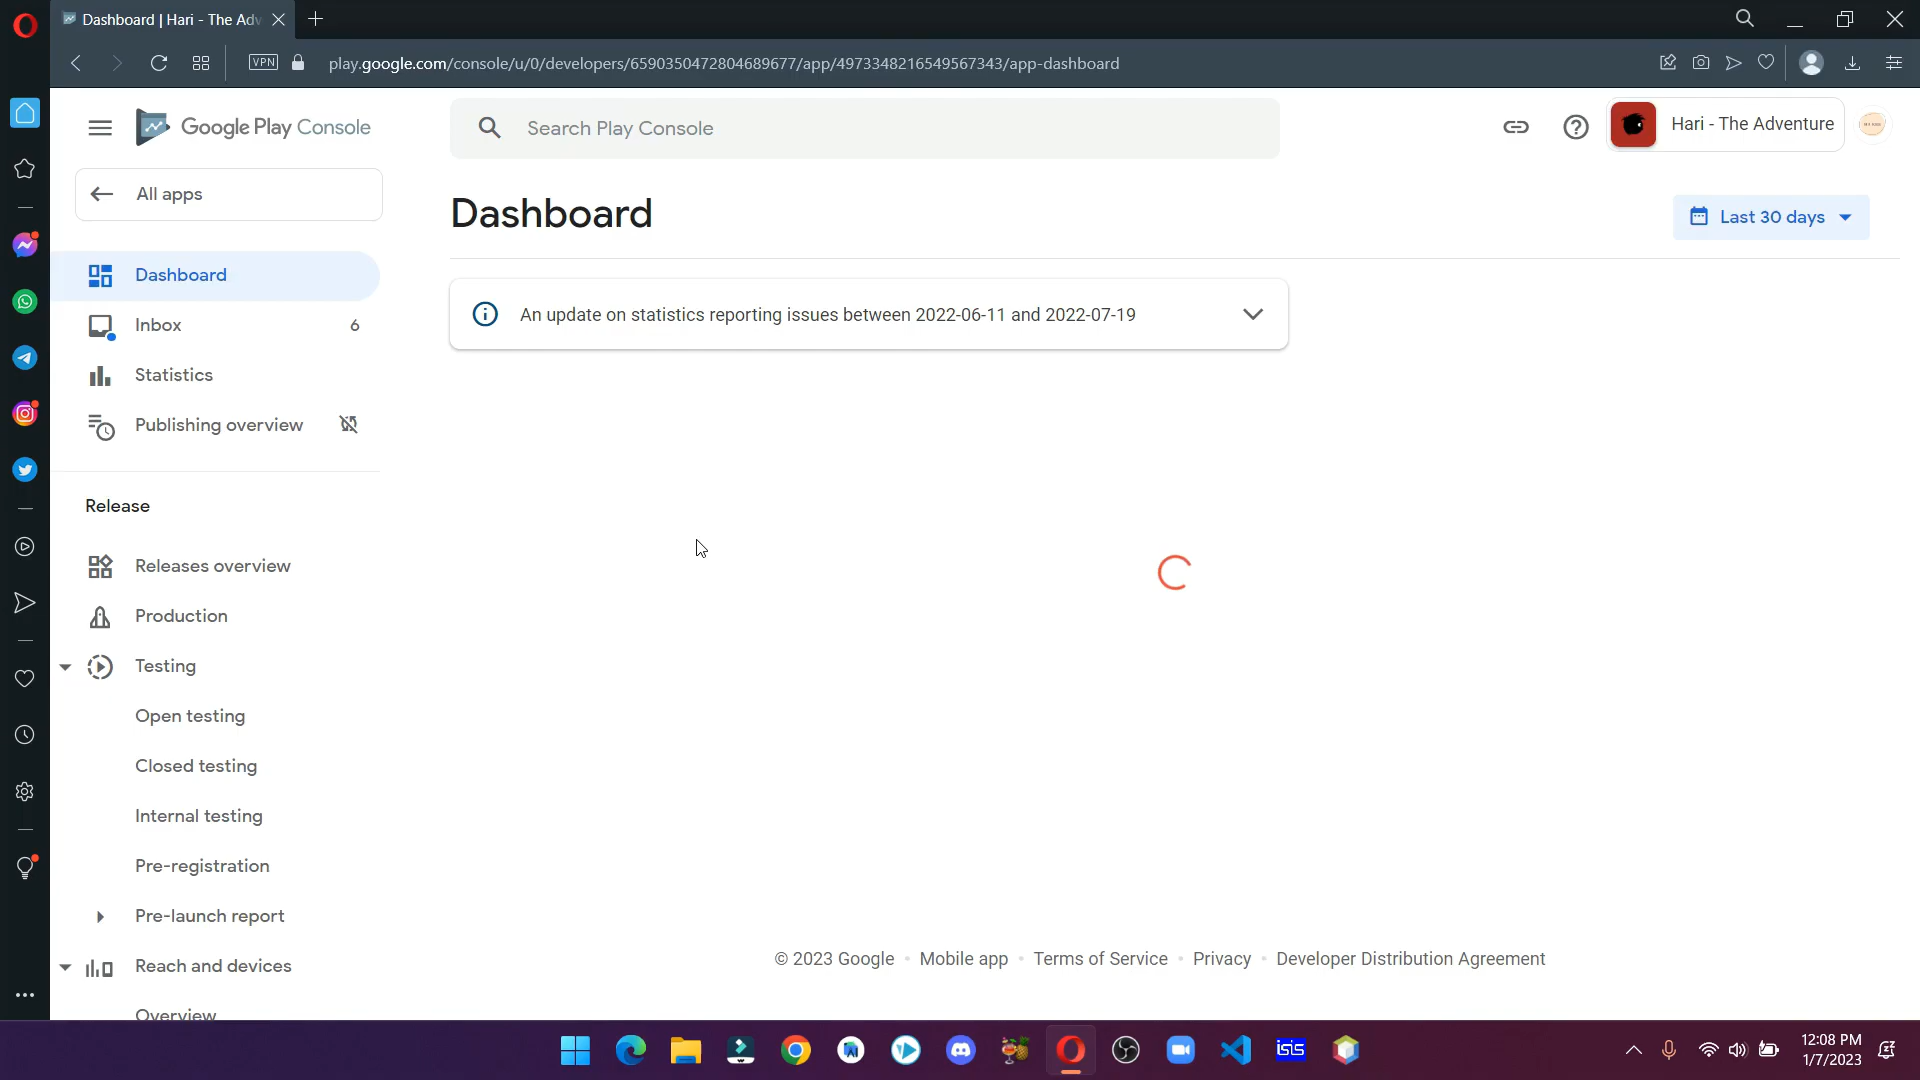 Dashboard | Hari - The Adv
VPN
play.google.com/console/u/0/developers/6590350472804689677/app/4973348216549567343/app-dashboard
Google Play Console
Search Play Console
Hari - The Adventure
All apps
Dashboard
Last 30 days
Dashboard
Inbox 6
An update on statistics reporting issues between 2022-06-11 and 2022-07-19
Statistics
Publishing overview
Release
Releases overview
Production
Testing
Open testing
Closed testing
Internal testing
Pre-registration
Pre-launch report
Reach and devices
Overview
© 2023 Google • Mobile app • Terms of Service • Privacy • Developer Distribution Agreement
isis
12:08 PM
1/7/2023